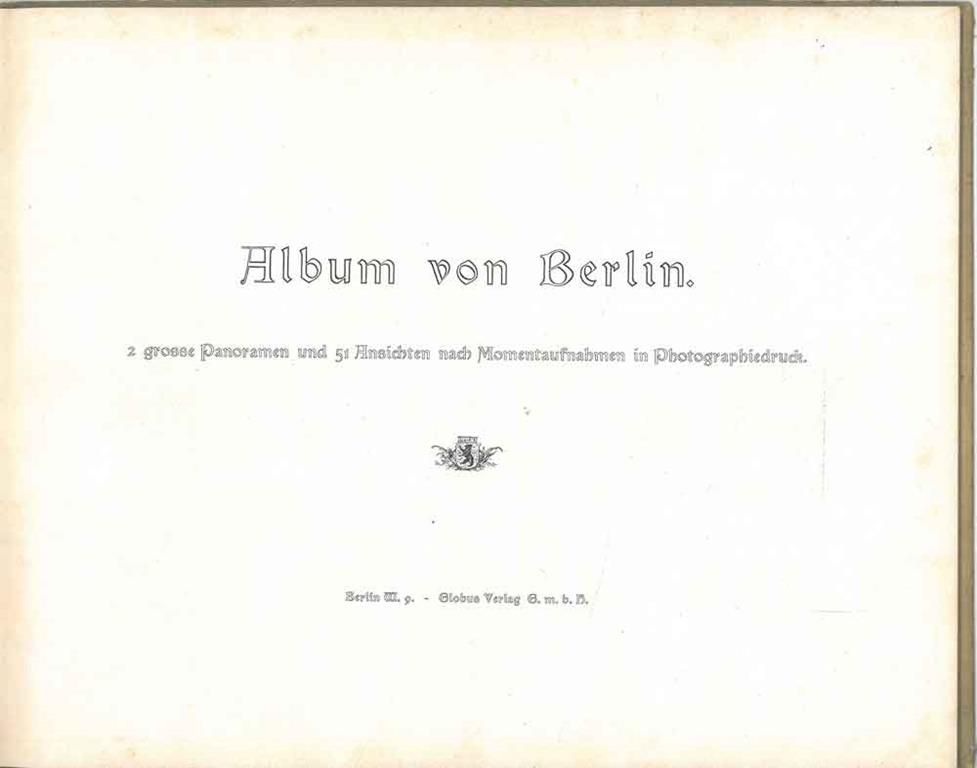 Album von Berlin.
2 grosse Panoramen und 51 Ansichten nach Momentaufnahmen in Photographiedruck.
Berlin W. 9. - Globus Verlag G. m. b. H.